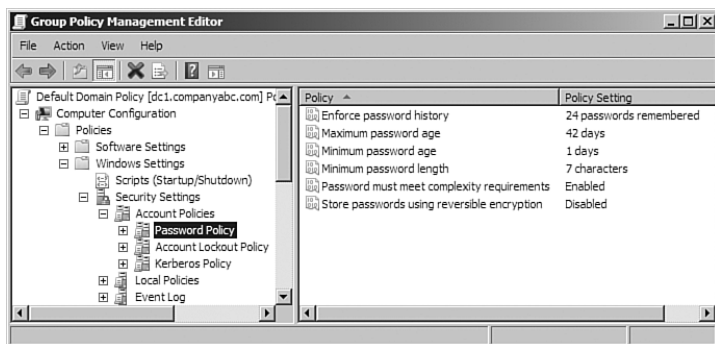 Group Policy Management Editor
File Action View Help
Default Domain Policy [dc1.companyabc.com] Pc
Computer Configuration
Policies
Software Settings
Windows Settings
Scripts (Startup/Shutdown)
Security Settings
Account Policies
Password Policy
Account Lockout Policy
Kerberos Policy
Local Policies
Event Log
Policy Policy Setting
Enforce password history 24 passwords remembered
Maximum password age 42 days
Minimum password age 1 days
Minimum password length 7 characters
Password must meet complexity requirements Enabled
Store passwords using reversible encryption Disabled